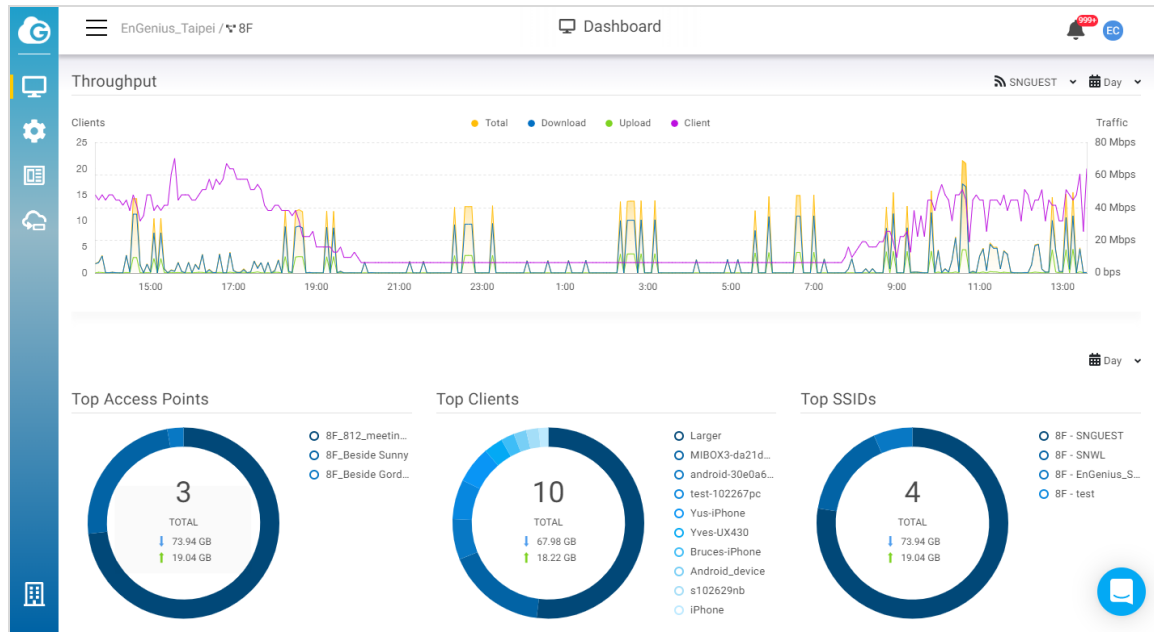 EnGenius_Taipei / 8F
Dashboard
999+
EC
Throughput
SNGUEST
Day
Clients
Total
Download
Upload
Client
Traffic
25
20
15
10
5
0
80 Mbps
60 Mbps
40 Mbps
20 Mbps
0 bps
15:00 17:00 19:00 21:00 23:00 1:00 3:00 5:00 7:00 9:00 11:00 13:00
Day
Top Access Points
3
TOTAL
73.94 GB
19.04 GB
8F_812_meetin...
8F_Beside Sunny
8F_Beside Gord...
Top Clients
10
TOTAL
67.98 GB
18.22 GB
Larger
MIBOX3-da21d...
android-30e0a6...
test-102267pc
Yus-iPhone
Yves-UX430
Bruces-iPhone
Android_device
s102629nb
iPhone
Top SSIDs
4
TOTAL
73.94 GB
19.04 GB
8F - SNGUEST
8F - SNWL
8F - EnGenius_S...
8F - test